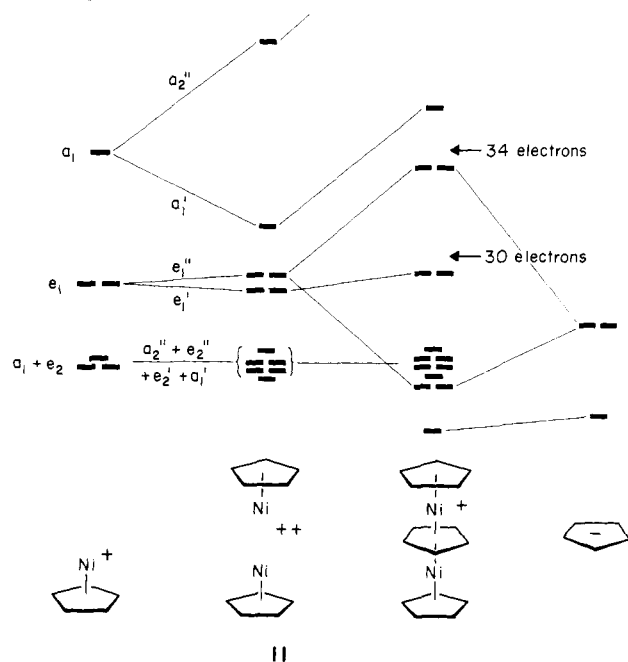 a₂"
a₁
← 34 electrons
a₁'
e₁"
← 30 electrons
e₁
e₁'
a₁ + e₂
a₂" + e₂"
+ e₂' + a₁'
Ni
Ni
+
++
Ni +
−
Ni
Ni
II